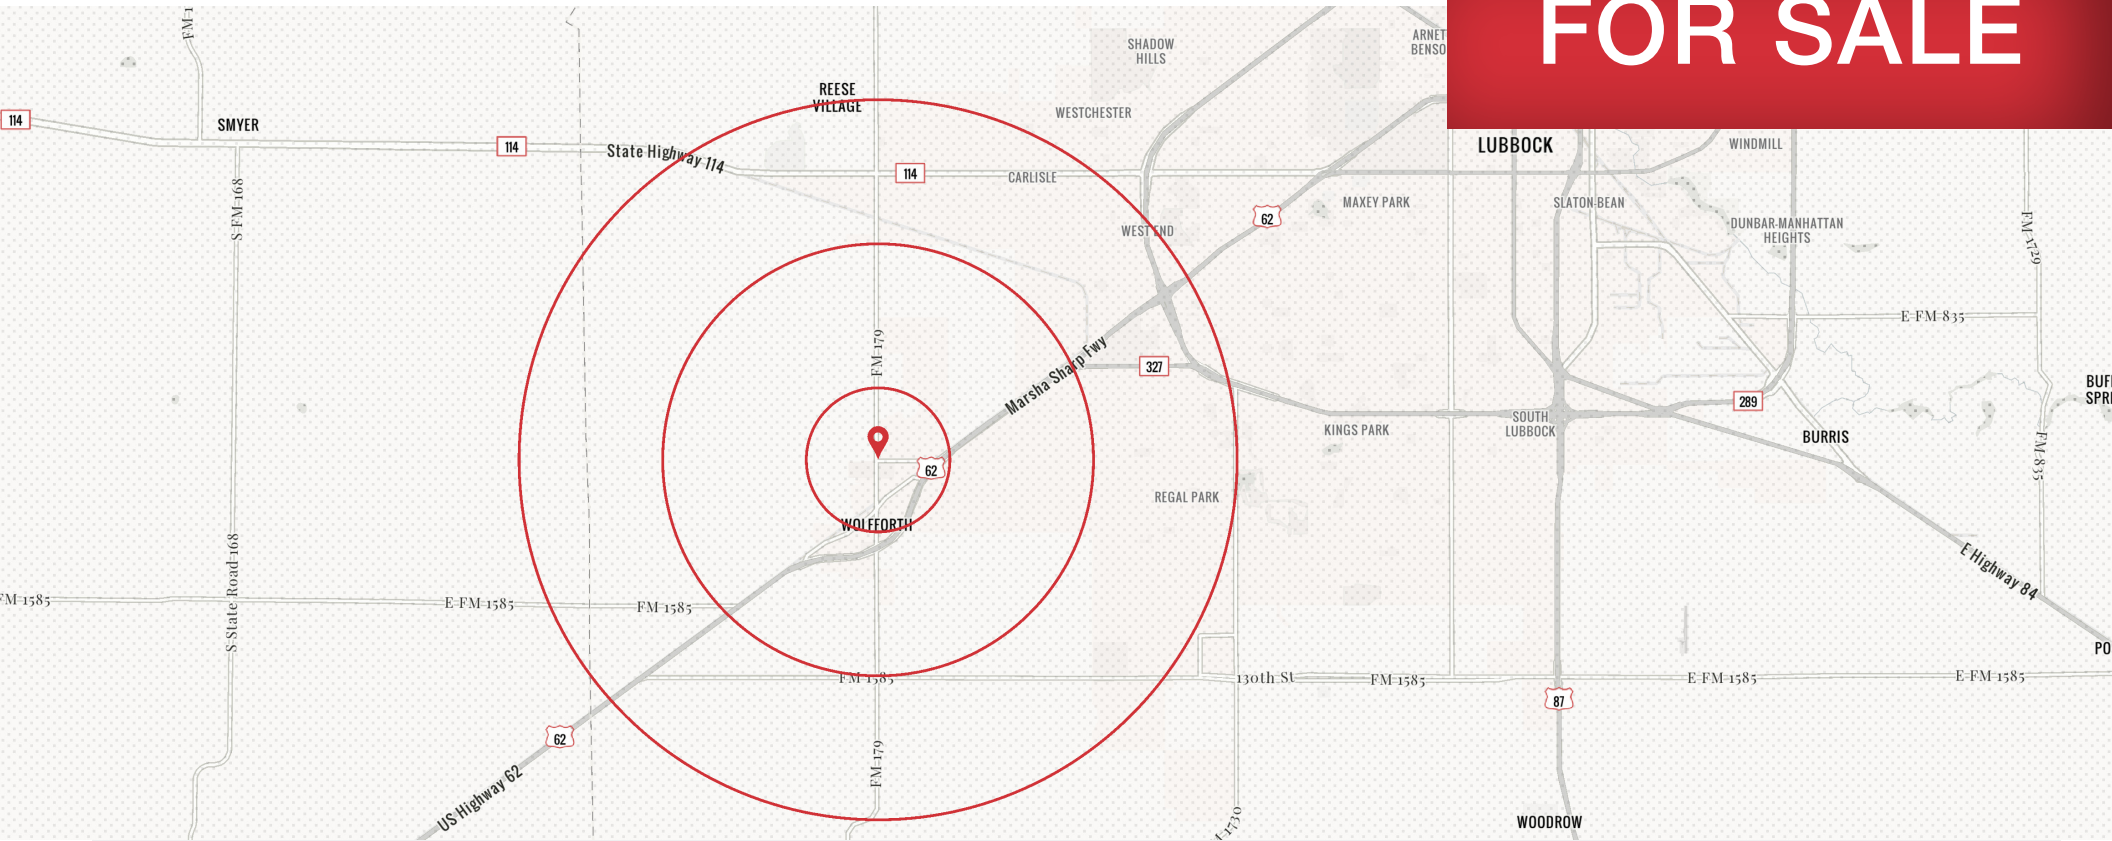 FOR SALE
FM-1
SHADOW
HILLS
REESE
VILLAGE
WESTCHESTER
114
SMYER
114
State Highway 114
114
CARLISLE
LUBBOCK
WINDMILL
S FM-168
MAXEY PARK
SLATON BEAN
62
WEST END
DUNBAR-MANHATTAN
HEIGHTS
FM-1729
E FM 835
FM-179
Marsha Sharp Fwy
327
289
SOUTH
LUBBOCK
KINGS PARK
BURRIS
FM-835
62
REGAL PARK
WOLFFORTH
S State Road 168
FM 1585
E FM 1585
FM 1585
E Highway 84
FM 1585
130th St
FM 1585
E FM 1585
E FM 1585
87
62
FM-179
US Highway 62
WOODROW